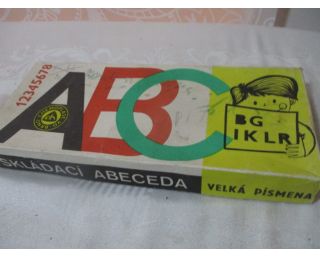 12345678
ABC
BG
IKLR
SKLÁDACÍ ABECEDA
VELKÁ PÍSMENA